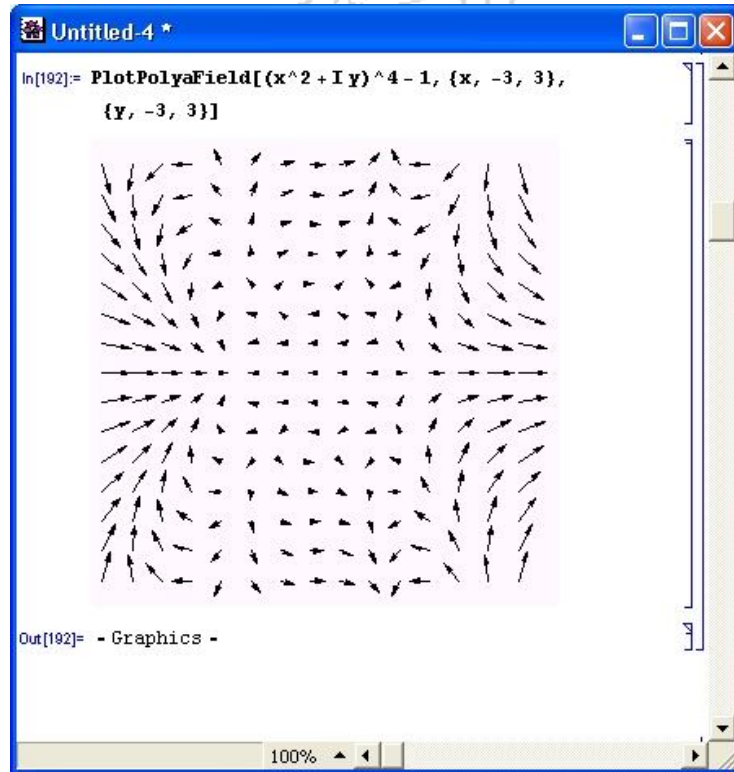 Untitled-4 *
In[192]:= PlotPolyaField[(x^2 + I y)^4 - 1, {x, -3, 3},
{y, -3, 3}]
Out[192]= - Graphics -
100%